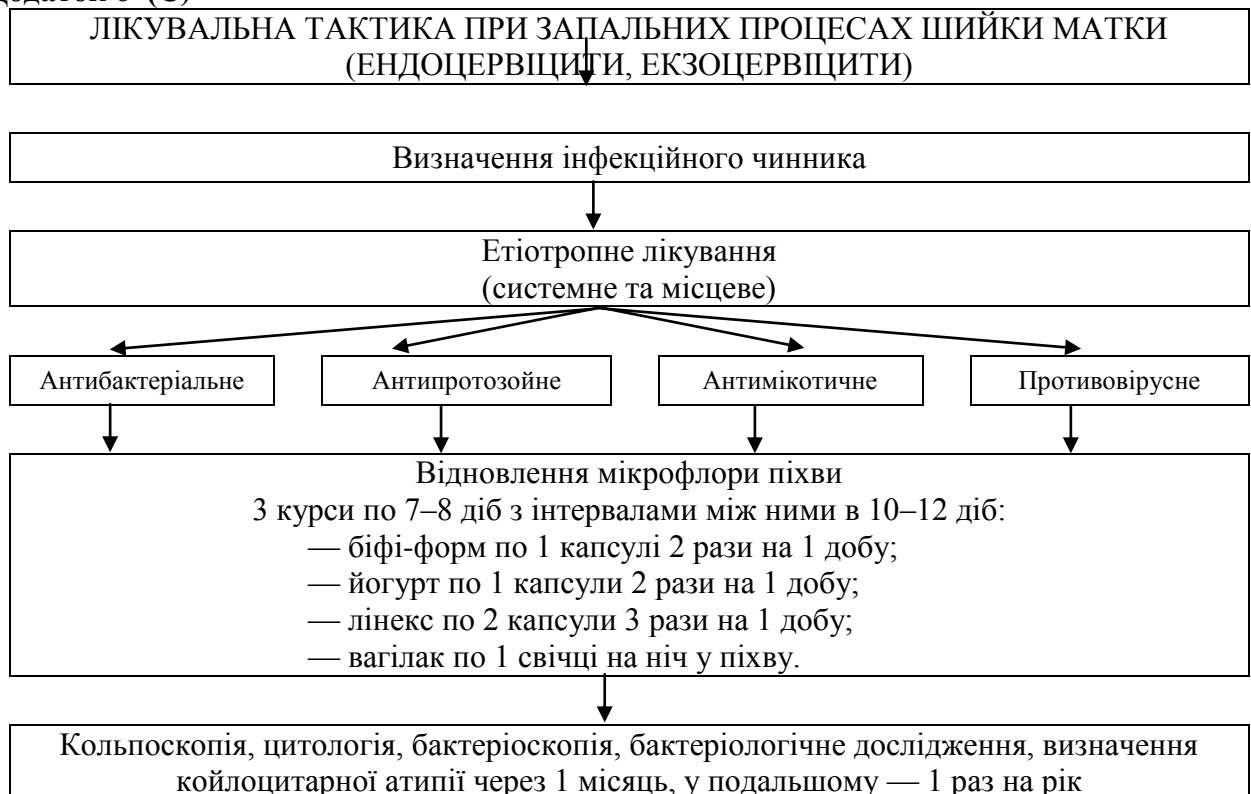 ЛІКУВАЛЬНА ТАКТИКА ПРИ ЗАПАЛЬНИХ ПРОЦЕСАХ ШИЙКИ МАТКИ
(ЕНДОЦЕРВІЦИТИ, ЕКЗОЦЕРВІЦИТИ)
Визначення інфекційного чинника
Етіотропне лікування
(системне та місцеве)
Антибактеріальне Антипротозойне Антимікотичне Противовірусне
Відновлення мікрофлори піхви
3 курси по 7–8 діб з інтервалами між ними в 10–12 діб:
— біфі-форм по 1 капсулі 2 рази на 1 добу;
— йогурт по 1 капсули 2 рази на 1 добу;
— лінекс по 2 капсули 3 рази на 1 добу;
— вагілак по 1 свічці на ніч у піхву.
Кольпоскопія, цитологія, бактеріоскопія, бактеріологічне дослідження, визначення
койлоцитарної атипії через 1 місяць, у подальшому — 1 раз на рік